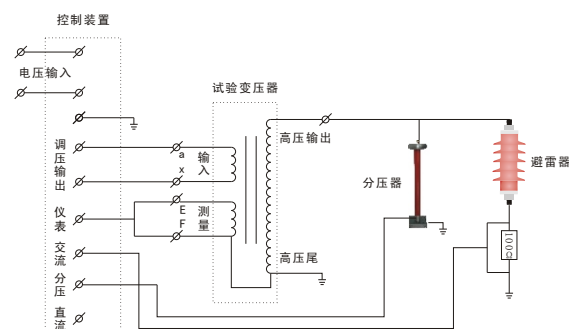 控制装置
电压输入
试验变压器
调压输出
a
x
输入
高压输出
避雷器
分压器
仪表
E
F
测量
交流
100Ω
高压尾
分压
直流